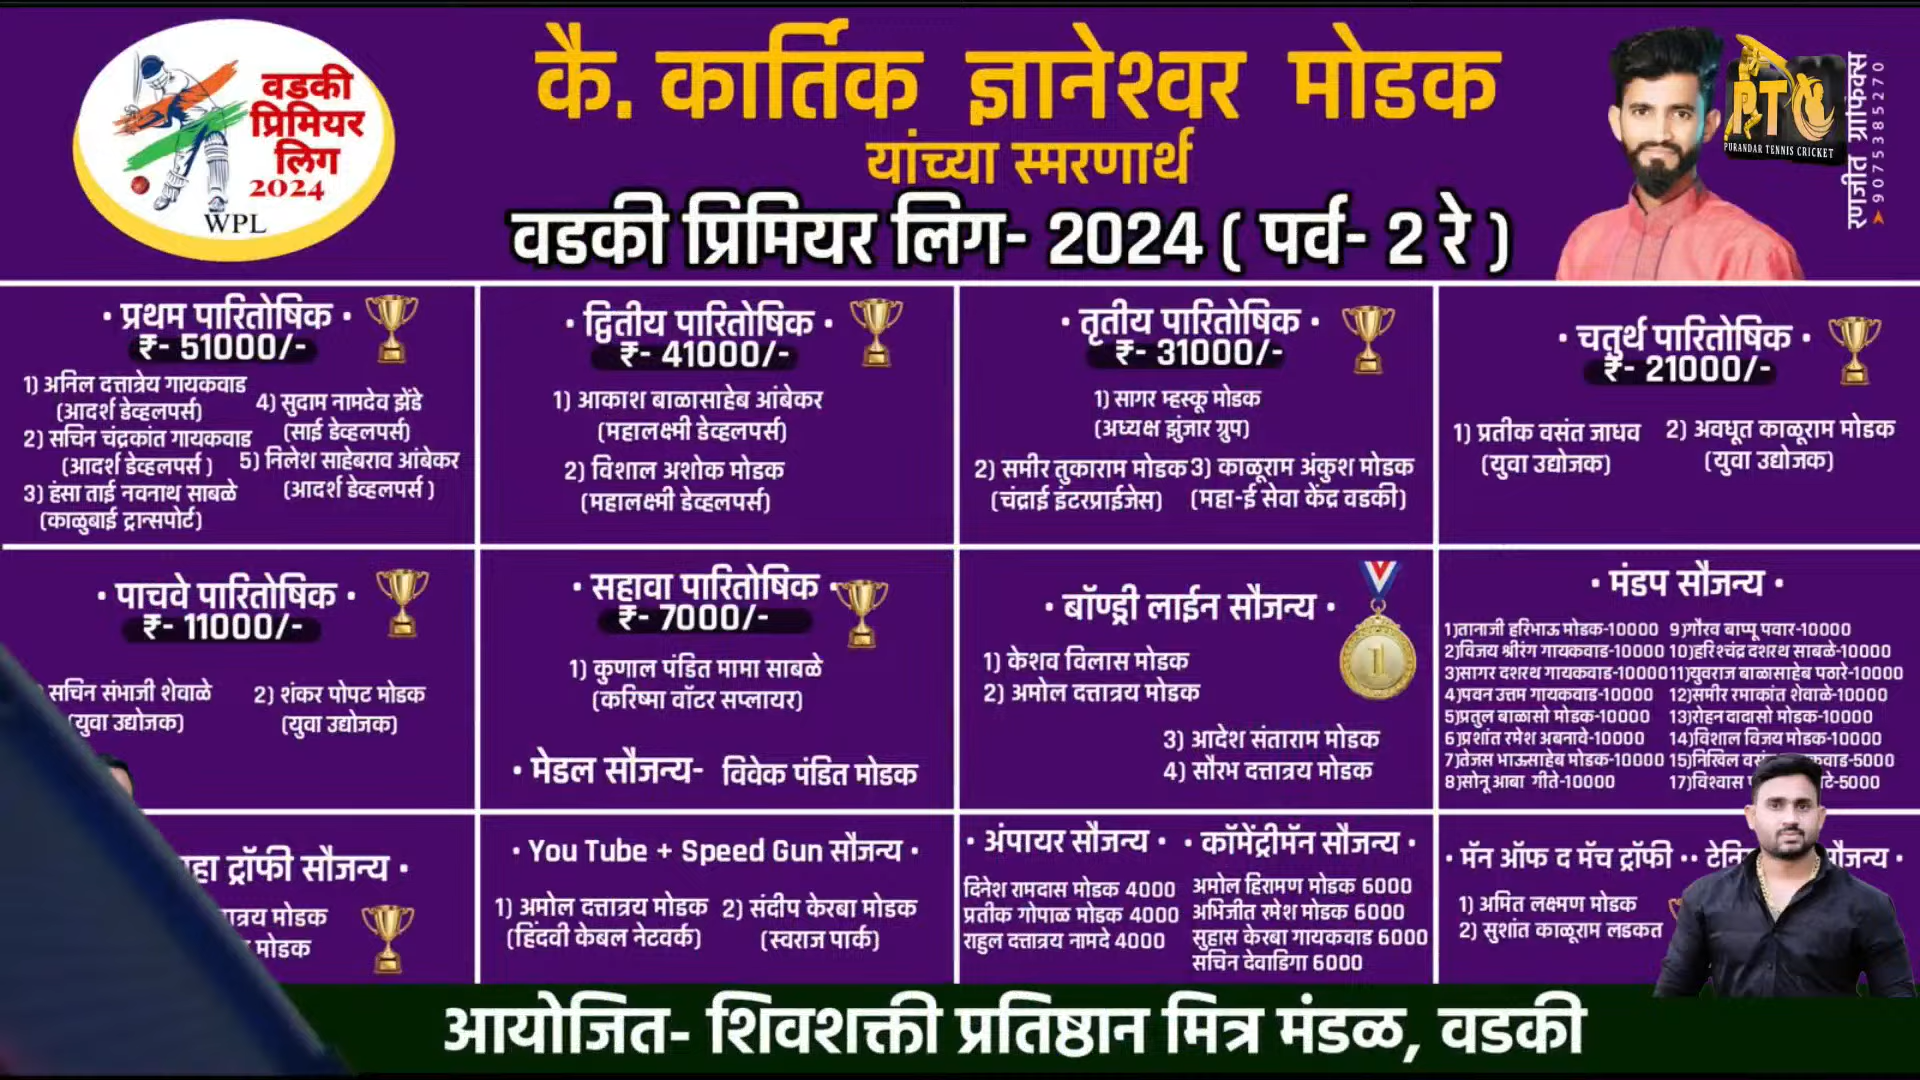 वडकी
प्रिमियर
लिग
2024
WPL
कै. कार्तिक ज्ञानेश्वर मोडक
यांच्या स्मरणार्थ
वडकी प्रिमियर लिग- 2024 ( पर्व- 2 रे )
PTC
PURANDAR TENNIS CRICKET
रणजीत ग्राफिक्स
9075385270
• प्रथम पारितोषिक •
₹- 51000/-
1) अनिल दत्तात्रेय गायकवाड
(आदर्श डेव्हलपर्स)
2) सचिन चंद्रकांत गायकवाड
(आदर्श डेव्हलपर्स )
3) हंसा ताई नवनाथ साबळे
(काळुबाई ट्रान्सपोर्ट)
4) सुदाम नामदेव झेंडे
(साई डेव्हलपर्स)
5) निलेश साहेबराव आंबेकर
(आदर्श डेव्हलपर्स )
• द्वितीय पारितोषिक •
₹- 41000/-
1) आकाश बाळासाहेब आंबेकर
(महालक्ष्मी डेव्हलपर्स)
2) विशाल अशोक मोडक
(महालक्ष्मी डेव्हलपर्स)
• तृतीय पारितोषिक •
₹- 31000/-
1) सागर म्हस्कू मोडक
(अध्यक्ष झुंजार ग्रुप)
2) समीर तुकाराम मोडक
(चंद्राई इंटरप्राईजेस)
3) काळूराम अंकुश मोडक
(महा-ई सेवा केंद्र वडकी)
• चतुर्थ पारितोषिक •
₹- 21000/-
1) प्रतीक वसंत जाधव
(युवा उद्योजक)
2) अवधूत काळूराम मोडक
(युवा उद्योजक)
• पाचवे पारितोषिक •
₹- 11000/-
सचिन संभाजी शेवाळे
(युवा उद्योजक)
2) शंकर पोपट मोडक
(युवा उद्योजक)
• सहावा पारितोषिक •
₹- 7000/-
1) कुणाल पंडित मामा साबळे
(करिष्मा वॉटर सप्लायर)
• मेडल सौजन्य- विवेक पंडित मोडक
• बॉण्ड्री लाईन सौजन्य •
1) केशव विलास मोडक
2) अमोल दत्तात्रय मोडक
3) आदेश संताराम मोडक
4) सौरभ दत्तात्रय मोडक
1
• मंडप सौजन्य •
1)तानाजी हरिभाऊ मोडक-10000
2)विजय श्रीरंग गायकवाड-10000
3)सागर दशरथ गायकवाड-10000
4)पवन उत्तम गायकवाड-10000
5)प्रतुल बाळासो मोडक-10000
6)प्रशांत रमेश अबनावे-10000
7)तेजस भाऊसाहेब मोडक-10000
8)सोनू आबा गीते-10000
9)गौरव बाप्पू पवार-10000
10)हरिश्चंद्र दशरथ साबळे-10000
11)युवराज बाळासाहेब पठारे-10000
12)समीर रमाकांत शेवाळे-10000
13)रोहन दादासो मोडक-10000
14)विशाल विजय मोडक-10000
15)निखिल -5000
17)विश्वास -5000
ट्रॉफी सौजन्य •
मोडक
मोडक
• You Tube + Speed Gun सौजन्य •
1) अमोल दत्तात्रय मोडक
(हिंदवी केबल नेटवर्क)
2) संदीप केरबा मोडक
(स्वराज पार्क)
• अंपायर सौजन्य •
दिनेश रामदास मोडक 4000
प्रतीक गोपाळ मोडक 4000
राहुल दत्तात्रय नामदे 4000
• कॉमेंट्रीमॅन सौजन्य •
अमोल हिरामण मोडक 6000
अभिजीत रमेश मोडक 6000
सुहास केरबा गायकवाड 6000
सचिन देवाडिगा 6000
• मॅन ऑफ द मॅच ट्रॉफी •
1) अमित लक्ष्मण मोडक
2) सुशांत काळूराम लडकत
आयोजित- शिवशक्ती प्रतिष्ठान मित्र मंडळ, वडकी